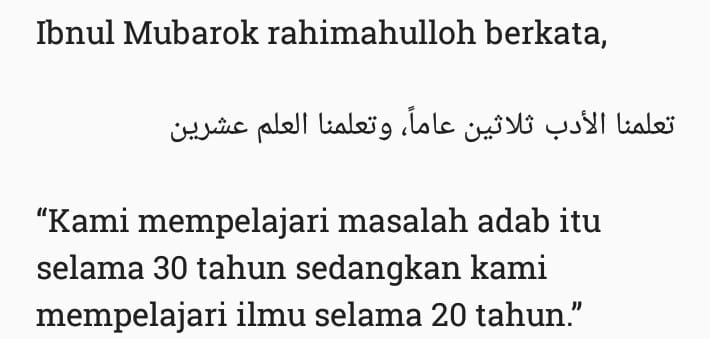 Ibnul Mubarok rahimahulloh berkata,
تعلمنا الأدب ثلاثين عاماً، وتعلمنا العلم عشرين
“Kami mempelajari masalah adab itu
selama 30 tahun sedangkan kami
mempelajari ilmu selama 20 tahun.”